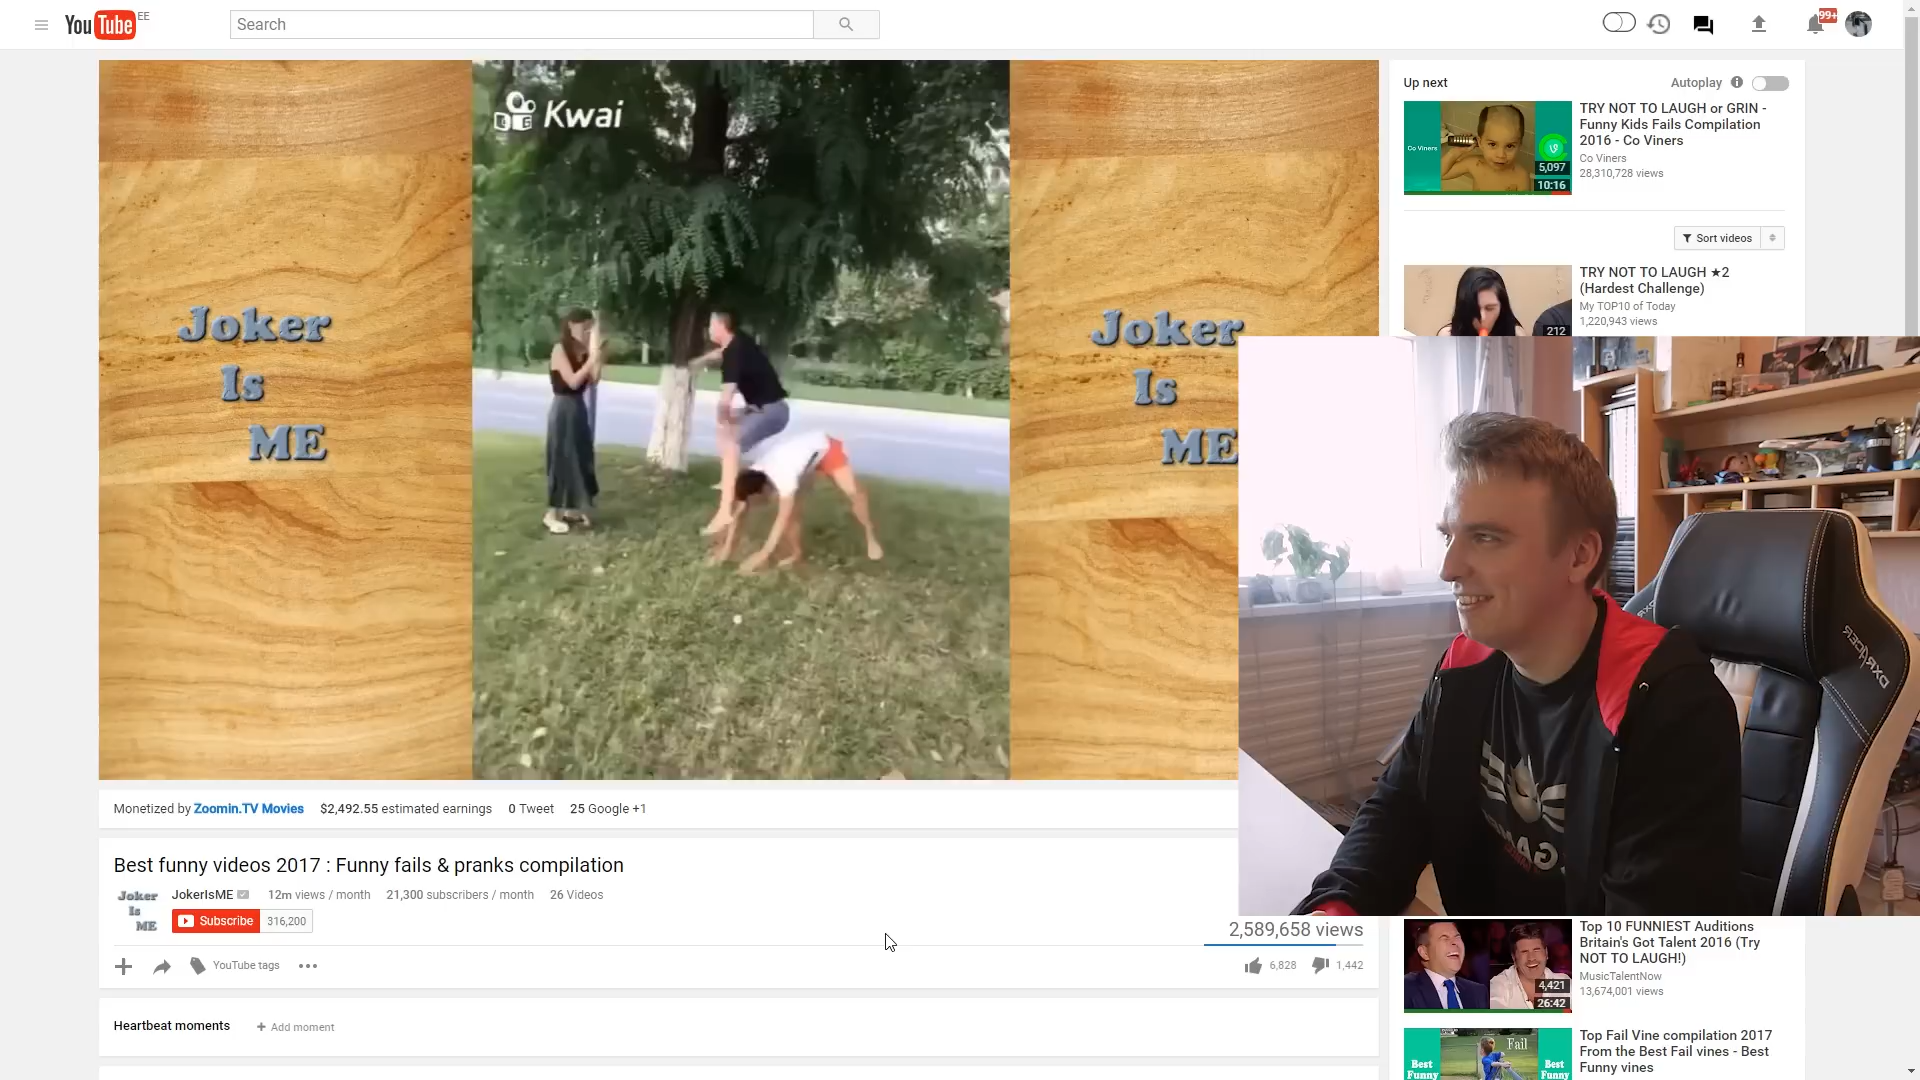 YouTube EE
Search
99+
Kwai
Joker
Is
ME
Joker
Is
ME
Up next
Autoplay
Co Viners
5,097
10:16
TRY NOT TO LAUGH or GRIN -
Funny Kids Fails Compilation
2016 - Co Viners
Co Viners
28,310,728 views
Sort videos
212
TRY NOT TO LAUGH ★2
(Hardest Challenge)
My TOP10 of Today
1,220,943 views
DXRACER
Monetized by Zoomin.TV Movies $2,492.55 estimated earnings 0 Tweet 25 Google +1
Best funny videos 2017 : Funny fails & pranks compilation
Joker
Is
ME
JokerIsME 12m views / month 21,300 subscribers / month 26 Videos
Subscribe 316,200
2,589,658 views
YouTube tags
6,828 1,442
Heartbeat moments
Add moment
4,421
26:42
Top 10 FUNNIEST Auditions
Britain's Got Talent 2016 (Try
NOT TO LAUGH!)
MusicTalentNow
13,674,001 views
Fail
Best
Funny
Best
Funny
Top Fail Vine compilation 2017
From the Best Fail vines - Best
Funny vines